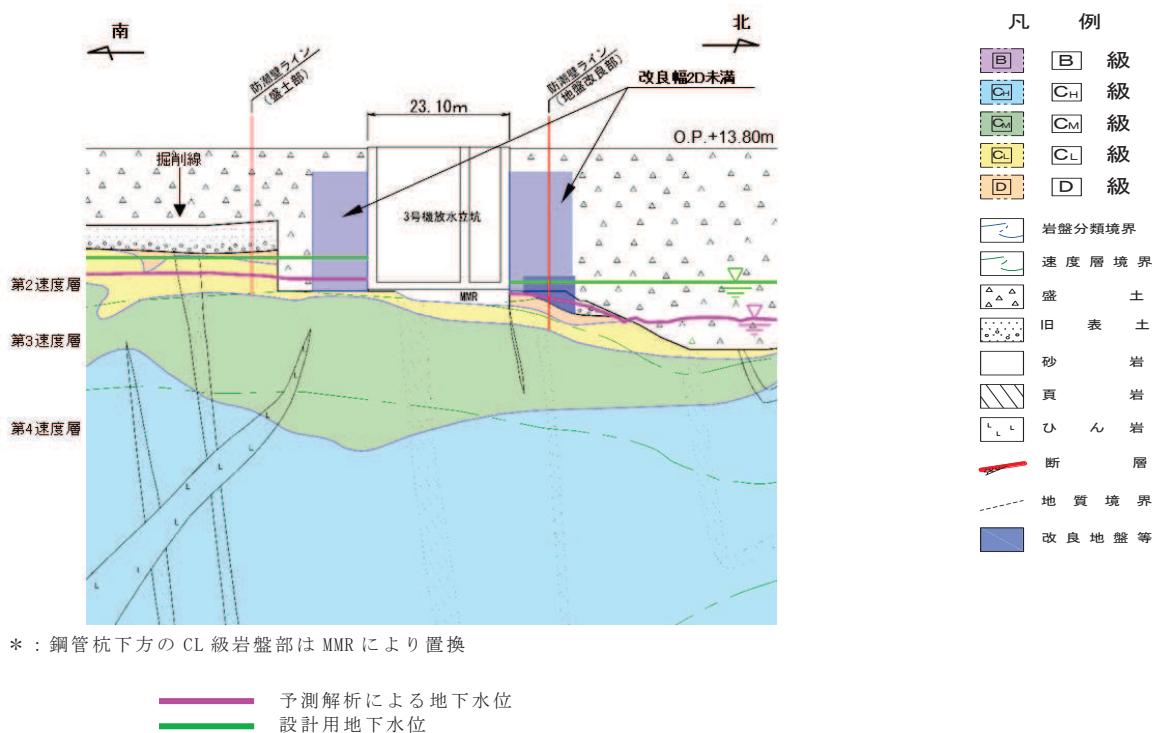 南
北
防潮壁ライン
(盛土部)
防潮壁ライン
(地盤改良部)
改良幅2D未満
23.10m
O.P.+13.80m
掘削線
3号機放水立坑
MMR
第2速度層
第3速度層
第4速度層
L
L
L
L
L
凡 例
B B 級
CH CH 級
CM CM 級
CL CL 級
D D 級
岩盤分類境界
速度層境界
盛 土
旧 表 土
砂 岩
頁 岩
L L L ひ ん 岩
断 層
地 質 境 界
改 良 地 盤 等
*:鋼管杭下方の CL 級岩盤部は MMR により置換
予測解析による地下水位
設計用地下水位